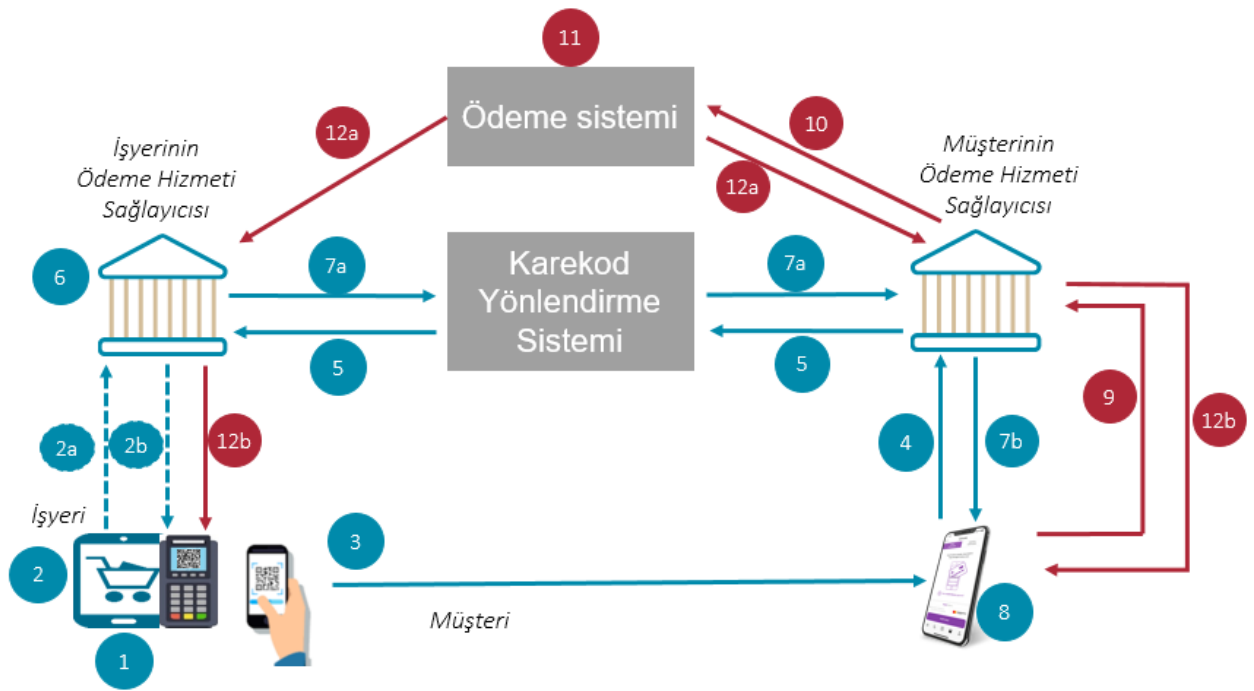 11
Ödeme sistemi
12a
10
12a
İşyerinin
Ödeme Hizmeti
Sağlayıcısı
Müşterinin
Ödeme Hizmeti
Sağlayıcısı
6
7a
Karekod
Yönlendirme
Sistemi
7a
5
5
2a
2b
12b
4
7b
9
12b
İşyeri
2
3
Müşteri
8
1